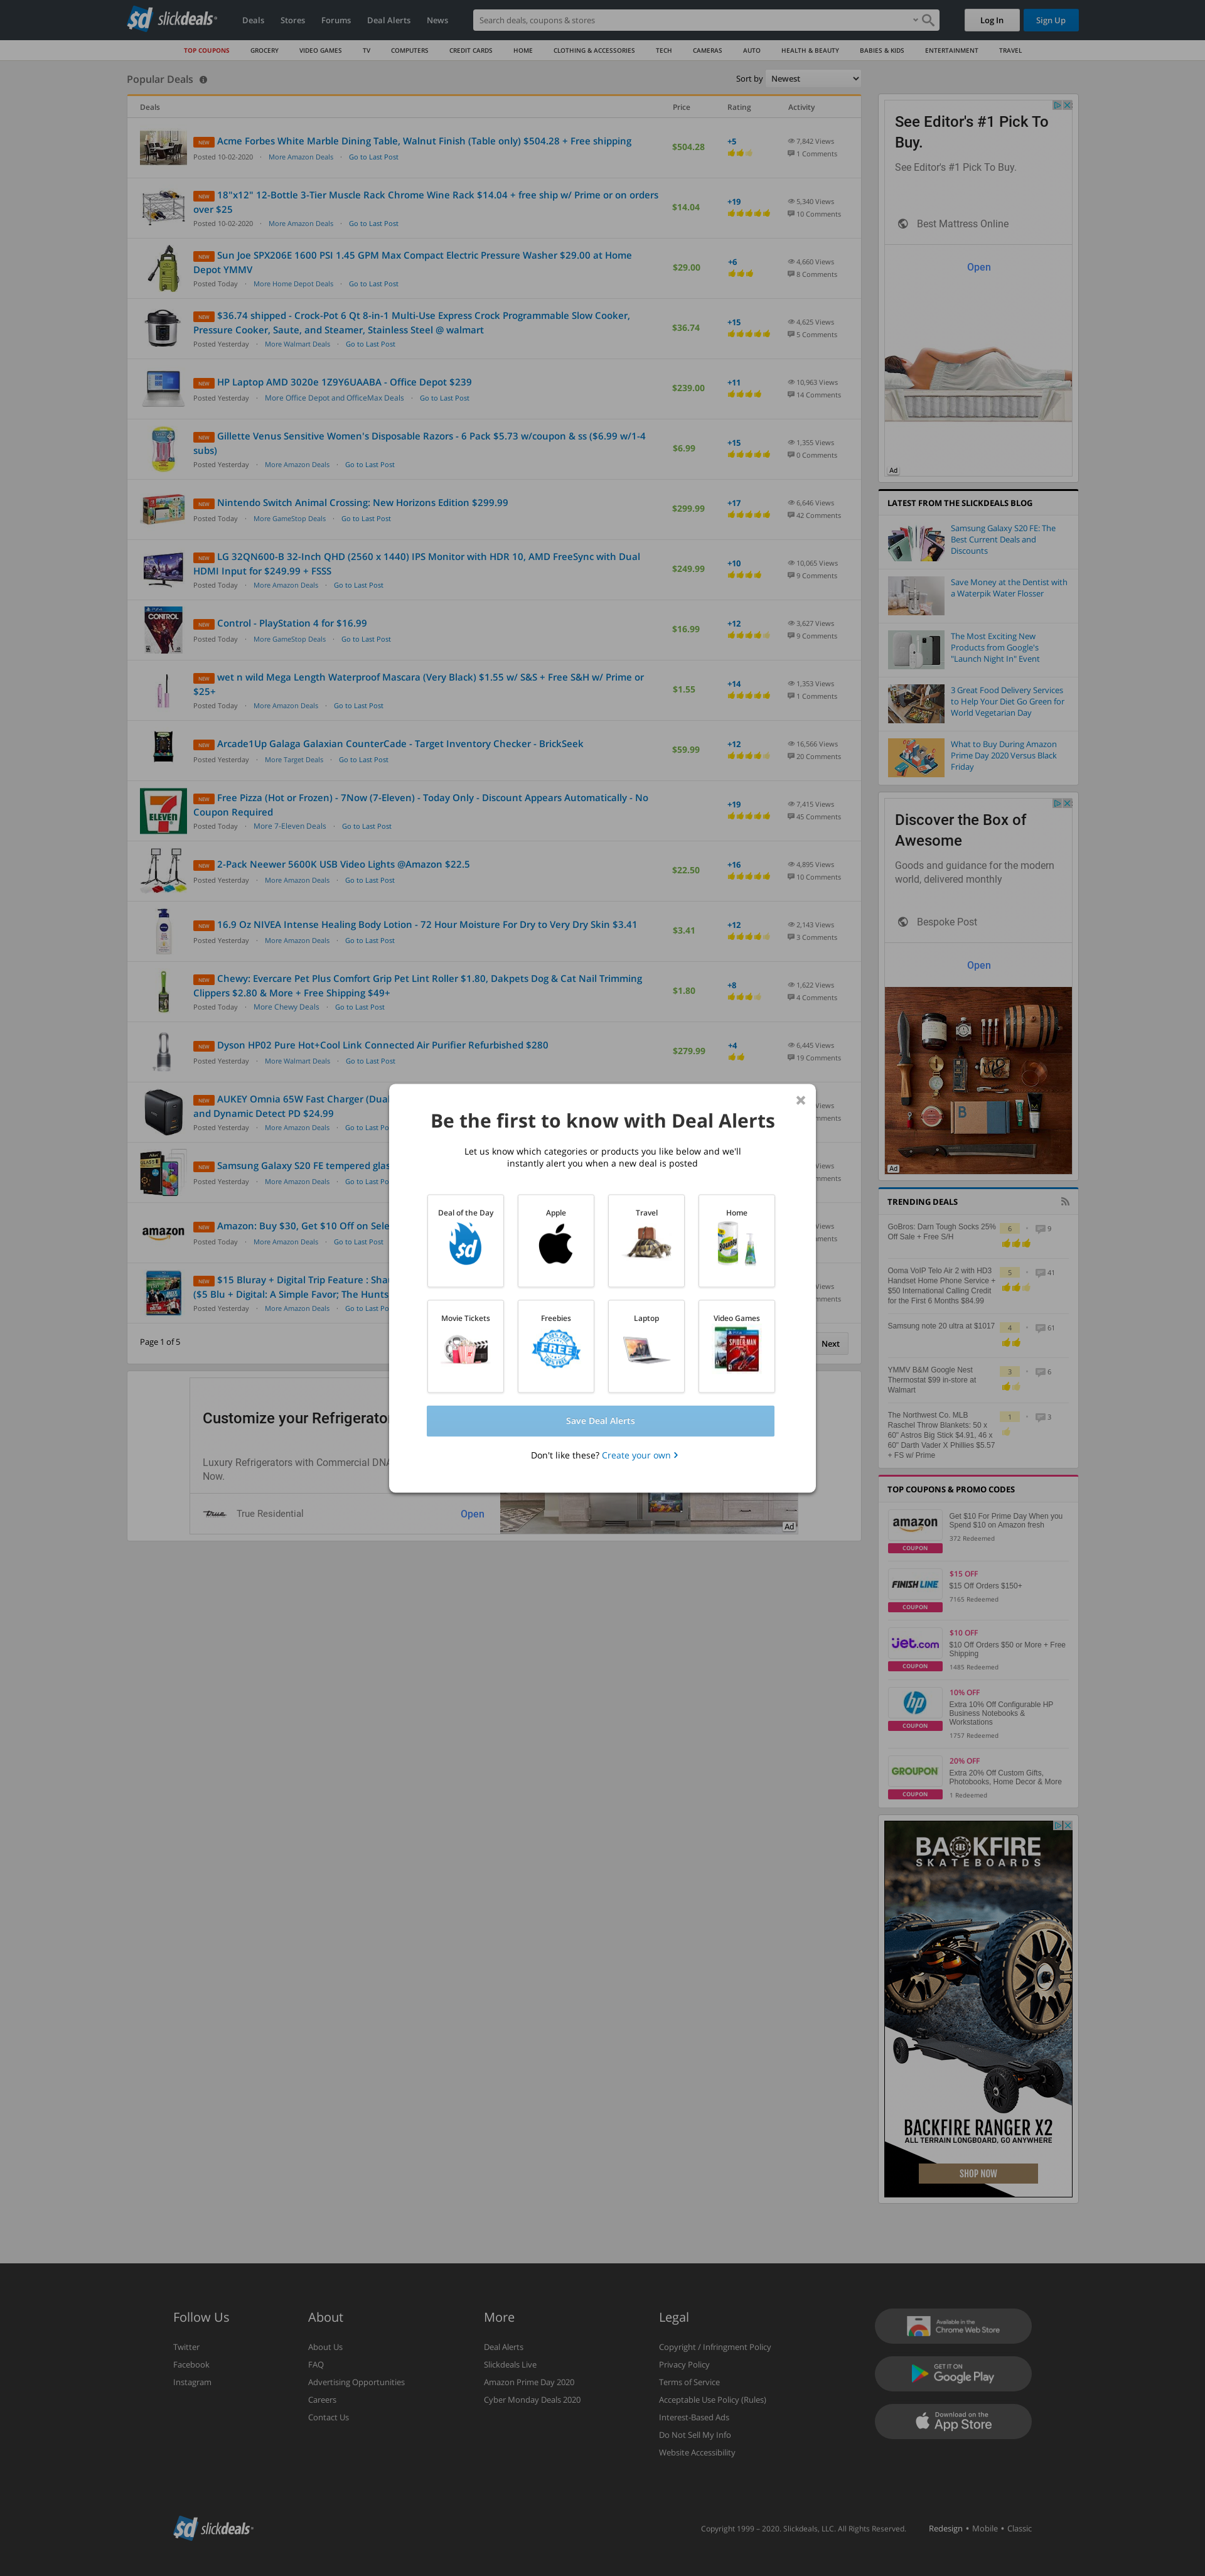 sd slickdeals
Deals Stores Forums Deal Alerts News
Search deals, coupons & stores
Log In
Sign Up
TOP COUPONS GROCERY VIDEO GAMES TV COMPUTERS CREDIT CARDS HOME CLOTHING & ACCESSORIES TECH CAMERAS AUTO HEALTH & BEAUTY BABIES & KIDS ENTERTAINMENT TRAVEL
Popular Deals
Sort by Newest
Deals Price Rating Activity
NEW Acme Forbes White Marble Dining Table, Walnut Finish (Table only) $504.28 + Free shipping
Posted 10-02-2020 · More Amazon Deals · Go to Last Post
$504.28
+5
7,842 Views
1 Comments
NEW 18"x12" 12-Bottle 3-Tier Muscle Rack Chrome Wine Rack $14.04 + free ship w/ Prime or on orders
over $25
Posted 10-02-2020 · More Amazon Deals · Go to Last Post
$14.04
+19
5,340 Views
10 Comments
NEW Sun Joe SPX206E 1600 PSI 1.45 GPM Max Compact Electric Pressure Washer $29.00 at Home
Depot YMMV
Posted Today · More Home Depot Deals · Go to Last Post
$29.00
+6
4,660 Views
8 Comments
NEW $36.74 shipped - Crock-Pot 6 Qt 8-in-1 Multi-Use Express Crock Programmable Slow Cooker,
Pressure Cooker, Saute, and Steamer, Stainless Steel @ walmart
Posted Yesterday · More Walmart Deals · Go to Last Post
$36.74
+15
4,625 Views
5 Comments
NEW HP Laptop AMD 3020e 1Z9Y6UAABA - Office Depot $239
Posted Yesterday · More Office Depot and OfficeMax Deals · Go to Last Post
$239.00
+11
10,963 Views
14 Comments
NEW Gillette Venus Sensitive Women's Disposable Razors - 6 Pack $5.73 w/coupon & ss ($6.99 w/1-4
subs)
Posted Yesterday · More Amazon Deals · Go to Last Post
$6.99
+15
1,355 Views
0 Comments
NEW Nintendo Switch Animal Crossing: New Horizons Edition $299.99
Posted Today · More GameStop Deals · Go to Last Post
$299.99
+17
6,646 Views
42 Comments
NEW LG 32QN600-B 32-Inch QHD (2560 x 1440) IPS Monitor with HDR 10, AMD FreeSync with Dual
HDMI Input for $249.99 + FSSS
Posted Today · More Amazon Deals · Go to Last Post
$249.99
+10
10,065 Views
9 Comments
CONTROL
NEW Control - PlayStation 4 for $16.99
Posted Today · More GameStop Deals · Go to Last Post
$16.99
+12
3,627 Views
9 Comments
NEW wet n wild Mega Length Waterproof Mascara (Very Black) $1.55 w/ S&S + Free S&H w/ Prime or
$25+
Posted Today · More Amazon Deals · Go to Last Post
$1.55
+14
1,353 Views
1 Comments
NEW Arcade1Up Galaga Galaxian CounterCade - Target Inventory Checker - BrickSeek
Posted Yesterday · More Target Deals · Go to Last Post
$59.99
+12
16,566 Views
20 Comments
7 ELEVEN
NEW Free Pizza (Hot or Frozen) - 7Now (7-Eleven) - Today Only - Discount Appears Automatically - No
Coupon Required
Posted Today · More 7-Eleven Deals · Go to Last Post
+19
7,415 Views
45 Comments
NEW 2-Pack Neewer 5600K USB Video Lights @Amazon $22.5
Posted Yesterday · More Amazon Deals · Go to Last Post
$22.50
+16
4,895 Views
10 Comments
NEW 16.9 Oz NIVEA Intense Healing Body Lotion - 72 Hour Moisture For Dry to Very Dry Skin $3.41
Posted Yesterday · More Amazon Deals · Go to Last Post
$3.41
+12
2,143 Views
3 Comments
NEW Chewy: Evercare Pet Plus Comfort Grip Pet Lint Roller $1.80, Dakpets Dog & Cat Nail Trimming
Clippers $2.80 & More + Free Shipping $49+
Posted Today · More Chewy Deals · Go to Last Post
$1.80
+8
1,622 Views
4 Comments
NEW Dyson HP02 Pure Hot+Cool Link Connected Air Purifier Refurbished $280
Posted Yesterday · More Walmart Deals · Go to Last Post
$279.99
+4
6,445 Views
19 Comments
NEW AUKEY Omnia 65W Fast Charger (Dual
and Dynamic Detect PD $24.99
Posted Yesterday · More Amazon Deals · Go to Last Po
Views
mments
NEW Samsung Galaxy S20 FE tempered glas
Posted Yesterday · More Amazon Deals · Go to Last Po
Views
mments
amazon
NEW Amazon: Buy $30, Get $10 Off on Sele
Posted Today · More Amazon Deals · Go to Last Post
Views
mments
NEW $15 Bluray + Digital Trip Feature : Sha
($5 Blu + Digital: A Simple Favor; The Hunts
Posted Yesterday · More Amazon Deals · Go to Last Po
Views
mments
Page 1 of 5
Next
Be the first to know with Deal Alerts
Let us know which categories or products you like below and we'll
instantly alert you when a new deal is posted
Deal of the Day
sd
Apple
Travel
Home
Bounty
Movie Tickets
Freebies
FREE
Laptop
Video Games
SPIDER-MAN
Save Deal Alerts
Don't like these? Create your own
Customize your Refrigerato
Luxury Refrigerators with Commercial DNA
Now.
True
True Residential
Open
Ad
See Editor's #1 Pick To
Buy.
See Editor's #1 Pick To Buy.
Best Mattress Online
Open
Ad
LATEST FROM THE SLICKDEALS BLOG
Samsung Galaxy S20 FE: The
Best Current Deals and
Discounts
Save Money at the Dentist with
a Waterpik Water Flosser
The Most Exciting New
Products from Google's
"Launch Night In" Event
3 Great Food Delivery Services
to Help Your Diet Go Green for
World Vegetarian Day
What to Buy During Amazon
Prime Day 2020 Versus Black
Friday
Discover the Box of
Awesome
Goods and guidance for the modern
world, delivered monthly
Bespoke Post
Open
B
Ad
TRENDING DEALS
GoBros: Darn Tough Socks 25%
Off Sale + Free S/H
6 · 9
Ooma VoIP Telo Air 2 with HD3
Handset Home Phone Service +
$50 International Calling Credit
for the First 6 Months $84.99
5 · 41
Samsung note 20 ultra at $1017
4 · 61
YMMV B&M Google Nest
Thermostat $99 in-store at
Walmart
3 · 6
The Northwest Co. MLB
Raschel Throw Blankets: 50 x
60" Astros Big Stick $4.91, 46 x
60" Darth Vader X Phillies $5.57
+ FS w/ Prime
1 · 3
TOP COUPONS & PROMO CODES
amazon
COUPON
Get $10 For Prime Day When you
Spend $10 on Amazon fresh
372 Redeemed
FINISH LINE
COUPON
$15 OFF
$15 Off Orders $150+
7165 Redeemed
Jet.com
COUPON
$10 OFF
$10 Off Orders $50 or More + Free
Shipping
1485 Redeemed
hp
COUPON
10% OFF
Extra 10% Off Configurable HP
Business Notebooks &
Workstations
1757 Redeemed
GROUPON
COUPON
20% OFF
Extra 20% Off Custom Gifts,
Photobooks, Home Decor & More
1 Redeemed
BACKFIRE
SKATEBOARDS
BACKFIRE RANGER X2
ALL TERRAIN LONGBOARD, GO ANYWHERE
SHOP NOW
Follow Us
Twitter
Facebook
Instagram
About
About Us
FAQ
Advertising Opportunities
Careers
Contact Us
More
Deal Alerts
Slickdeals Live
Amazon Prime Day 2020
Cyber Monday Deals 2020
Legal
Copyright / Infringment Policy
Privacy Policy
Terms of Service
Acceptable Use Policy (Rules)
Interest-Based Ads
Do Not Sell My Info
Website Accessibility
Available in the
Chrome Web Store
GET IT ON
Google Play
Download on the
App Store
sd slickdeals
Copyright 1999 – 2020. Slickdeals, LLC. All Rights Reserved.
Redesign • Mobile • Classic